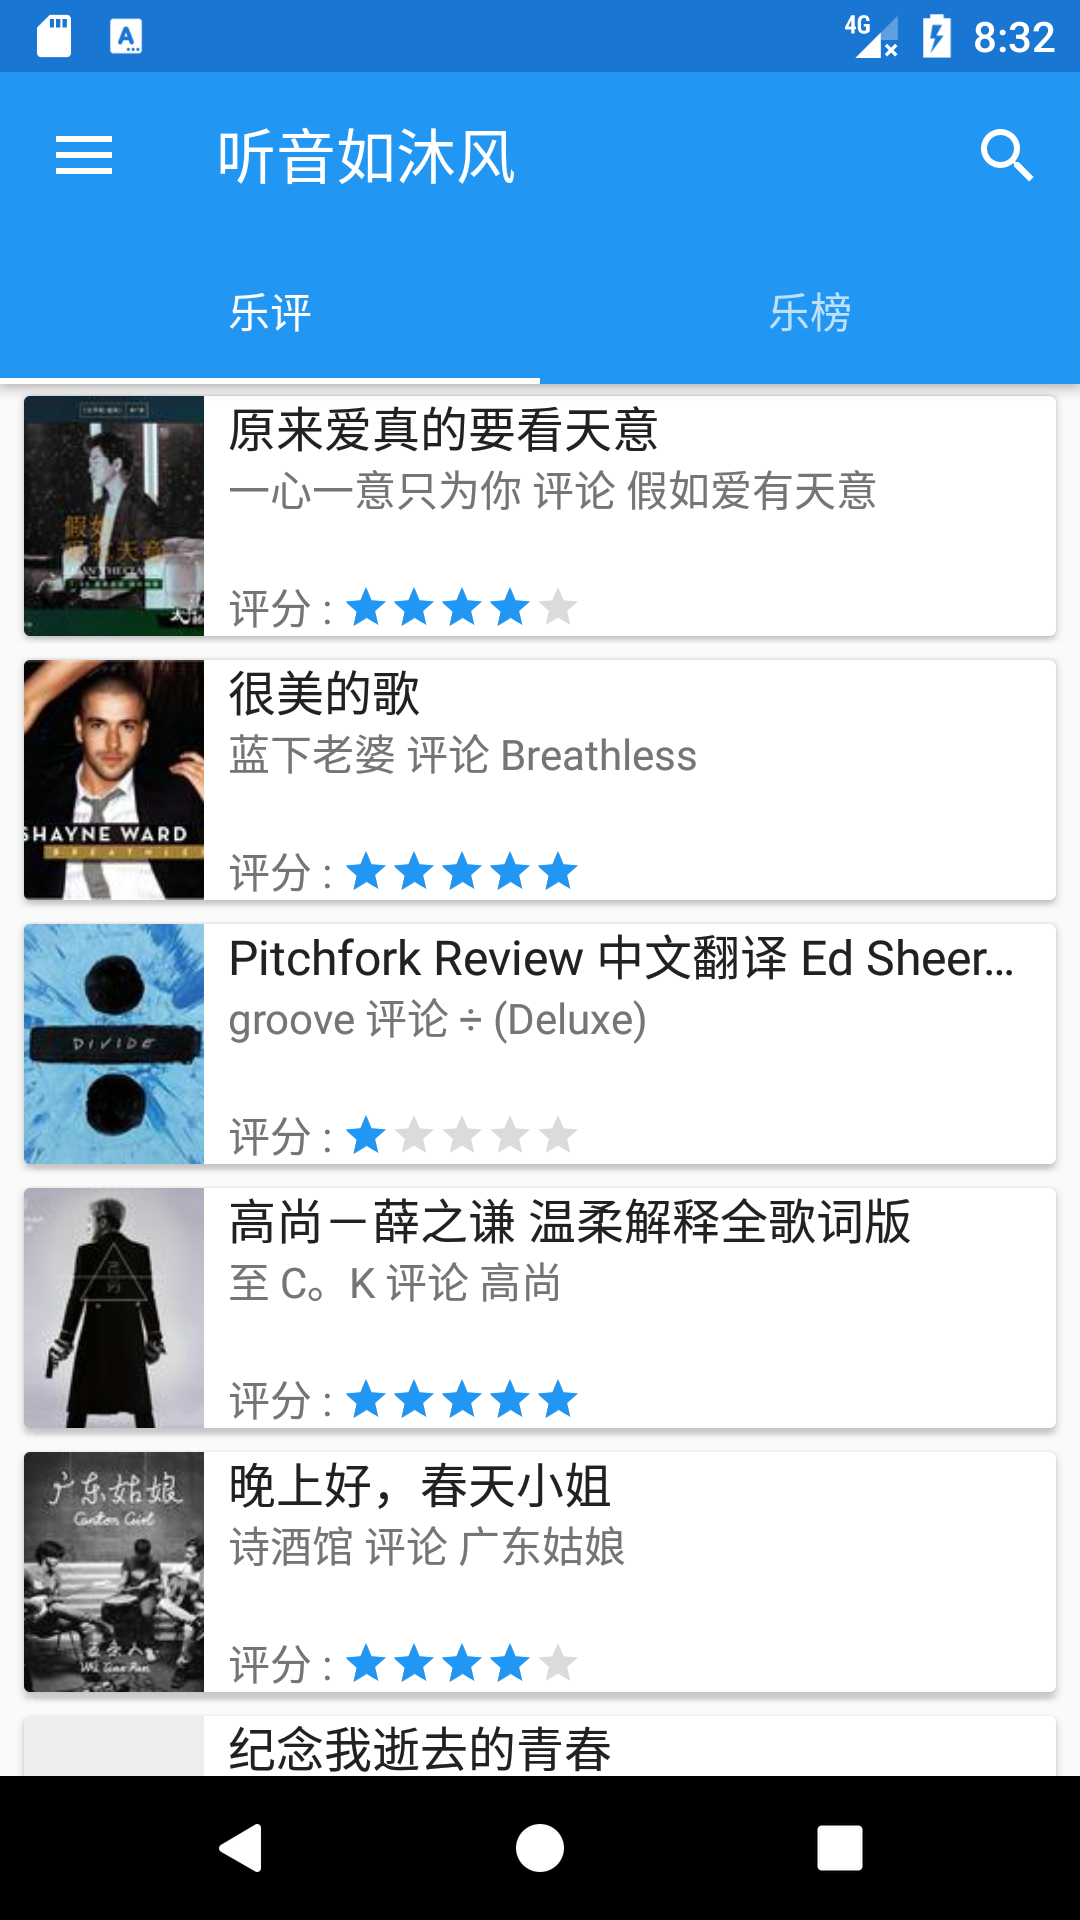 4G
8:32
听音如沐风
乐评
乐榜
原来爱真的要看天意
一心一意只为你 评论 假如爱有天意
评分 :
SHAYNE WARD
BREATHLES
很美的歌
蓝下老婆 评论 Breathless
评分 :
DIVIDE
Pitchfork Review 中文翻译 Ed Sheer...
groove 评论 ÷ (Deluxe)
评分 :
高尚－薛之谦 温柔解释全歌词版
至 C。K 评论 高尚
评分 :
广东姑娘
Canton Girl
晚上好，春天小姐
诗酒馆 评论 广东姑娘
评分 :
纪念我逝去的青春